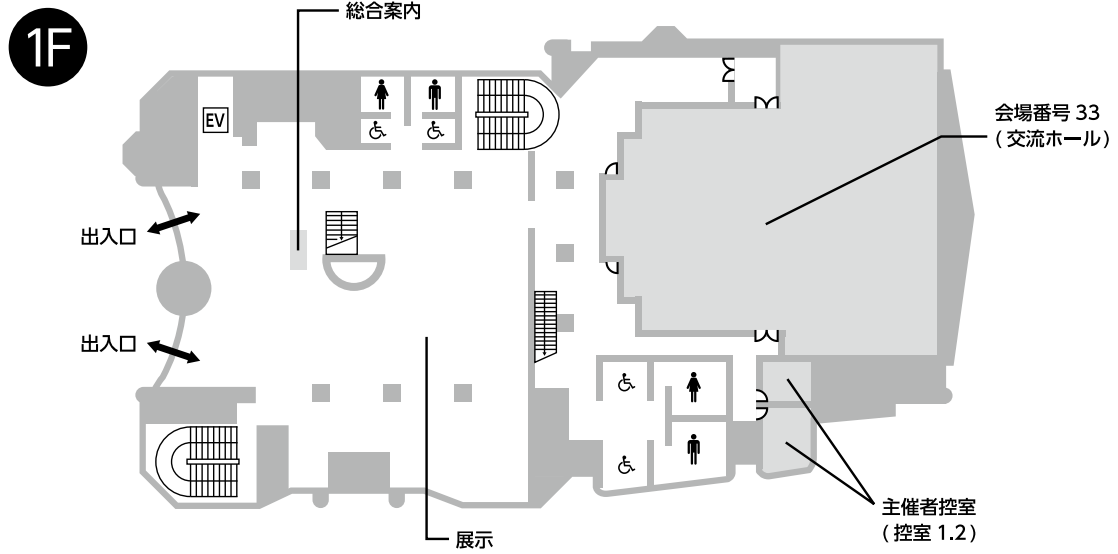 1F
総合案内
EV
会場番号 33
( 交流ホール )
出入口
出入口
主催者控室
( 控室 1.2 )
展示